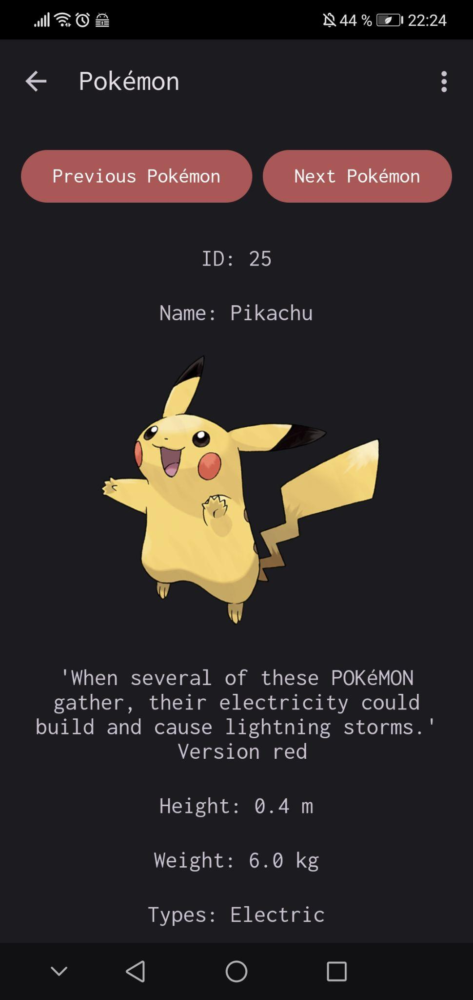 44 % 22:24
Pokémon
Previous Pokémon Next Pokémon
ID: 25
Name: Pikachu
'When several of these POKéMON
gather, their electricity could
build and cause lightning storms.'
Version red
Height: 0.4 m
Weight: 6.0 kg
Types: Electric